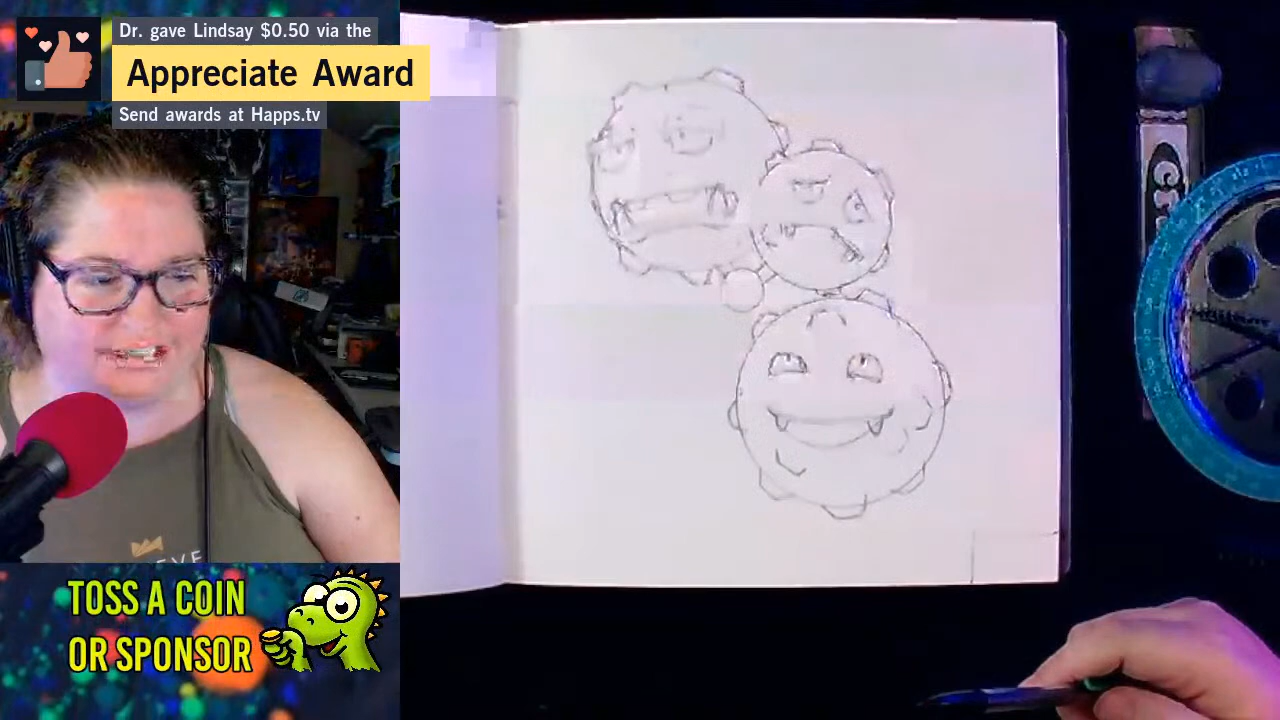 Dr. gave Lindsay $0.50 via the
Appreciate Award
Send awards at Happs.tv
TOSS A COIN
OR SPONSOR